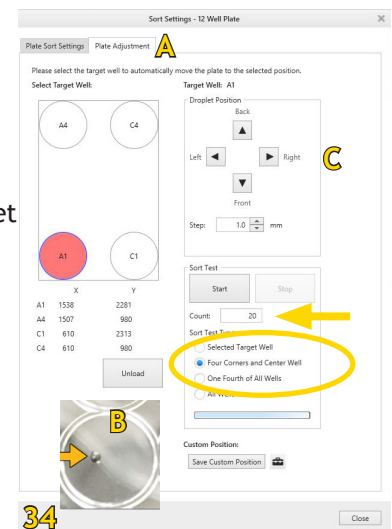 Sort Settings - 12 Well Plate
Plate Sort Settings Plate Adjustment
A
Please select the target well to automatically move the plate to the selected position.
Select Target Well: Target Well: A1
A4 C4
A1 C1
X Y
A1 1538 2281
A4 1507 980
C1 610 2313
C4 610 980
Unload
B
Droplet Position
Back
Left Right
C
Front
Step: 1.0 mm
Sort Test
Start Stop
Count: 20
Sort Test
Selected Target Well
Four Corners and Center Well
One Fourth of All Wells
Custom Position:
Save Custom Position
et
34
Close